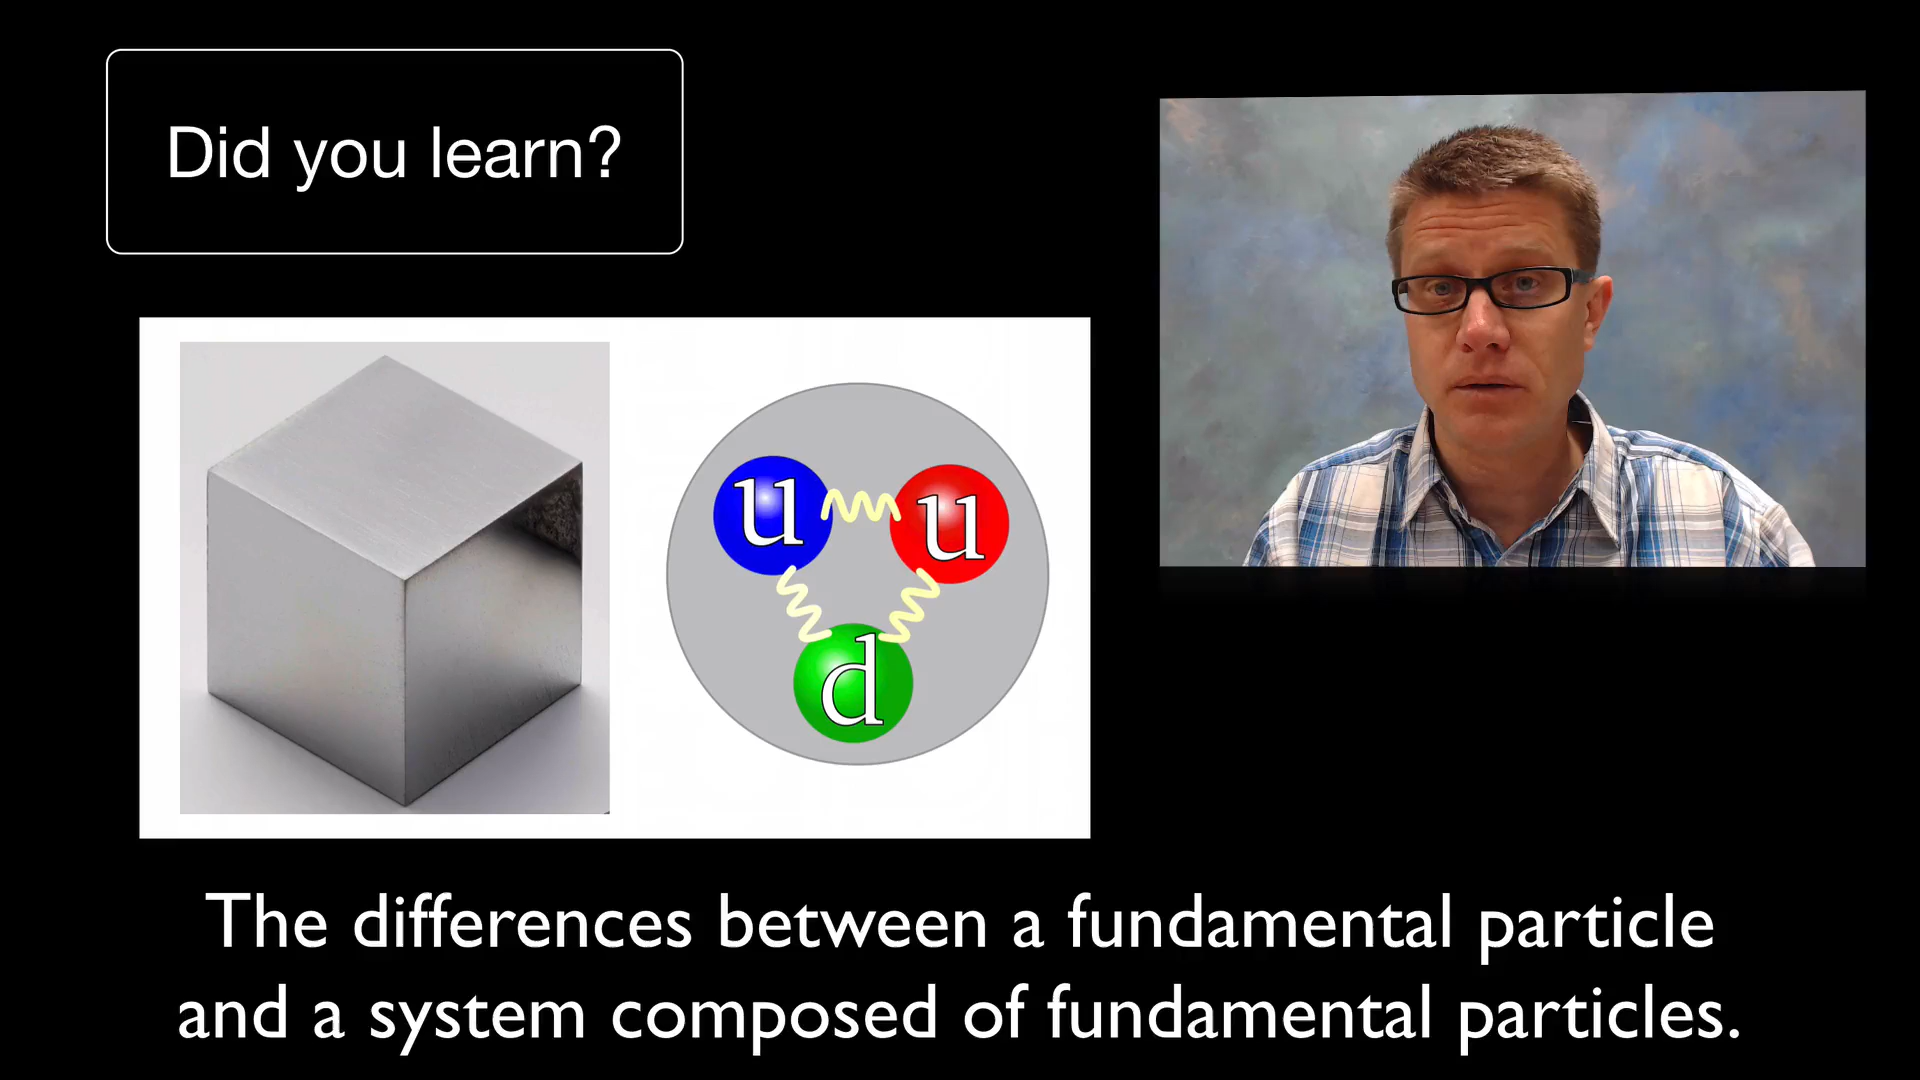 Did you learn?
u
u
d
The differences between a fundamental particle
and a system composed of fundamental particles.